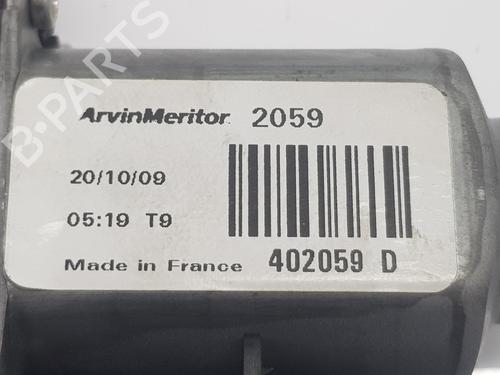 ArvinMeritor 2059
20/10/09
05:19 T9
Made in France 402059 D
B-PARTS